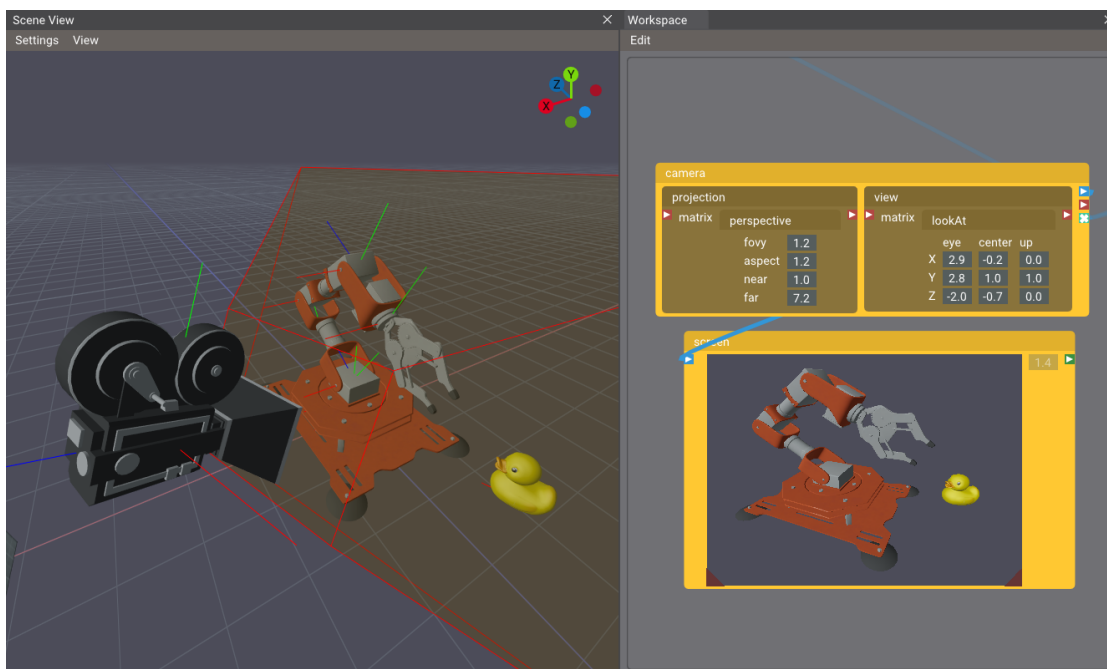 Scene View
Settings View
Y
Z
X
Workspace
Edit
camera
projection
matrix perspective
fovy 1.2
aspect 1.2
near 1.0
far 7.2
view
matrix lookAt
eye center up
X 2.9 -0.2 0.0
Y 2.8 1.0 1.0
Z -2.0 -0.7 0.0
screen
1.4